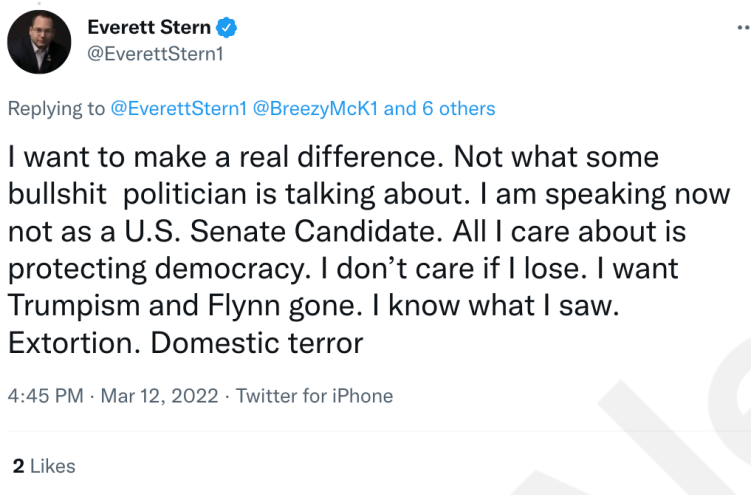 Everett Stern
@EverettStern1
Replying to @EverettStern1 @BreezyMcK1 and 6 others
I want to make a real difference. Not what some
bullshit  politician is talking about. I am speaking now
not as a U.S. Senate Candidate. All I care about is
protecting democracy. I don’t care if I lose. I want
Trumpism and Flynn gone. I know what I saw.
Extortion. Domestic terror
4:45 PM · Mar 12, 2022 · Twitter for iPhone
2 Likes